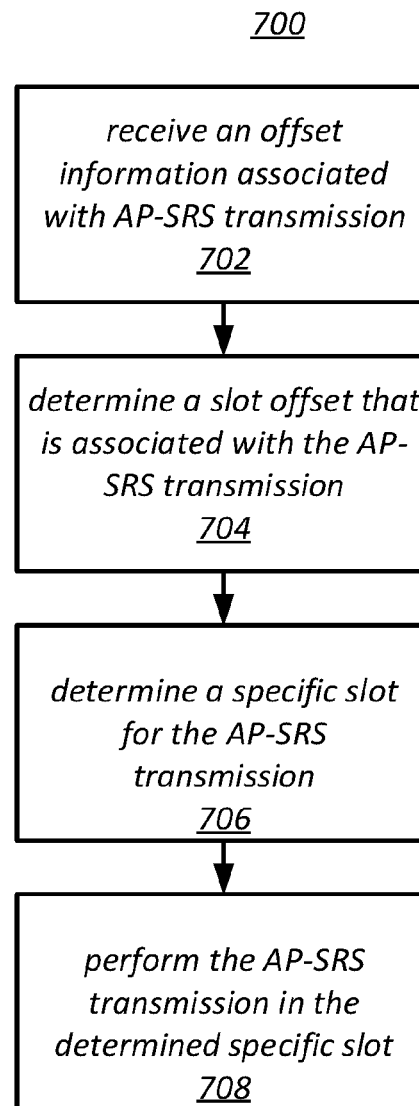 700
receive an offset
information associated
with AP-SRS transmission
702
determine a slot offset that
is associated with the AP-
SRS transmission
704
determine a specific slot
for the AP-SRS
transmission
706
perform the AP-SRS
transmission in the
determined specific slot
708